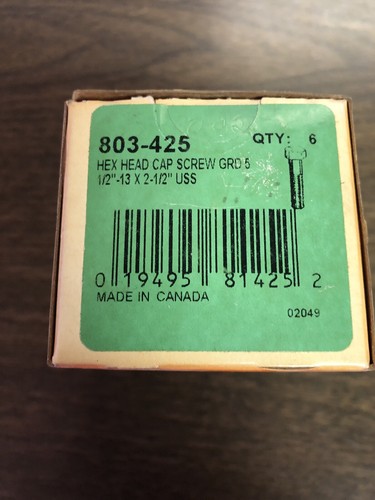 803-425 QTY: 6
HEX HEAD CAP SCREW GRD 5
1/2"-13 X 2-1/2" USS
0 19495 81425 2
MADE IN CANADA
02049